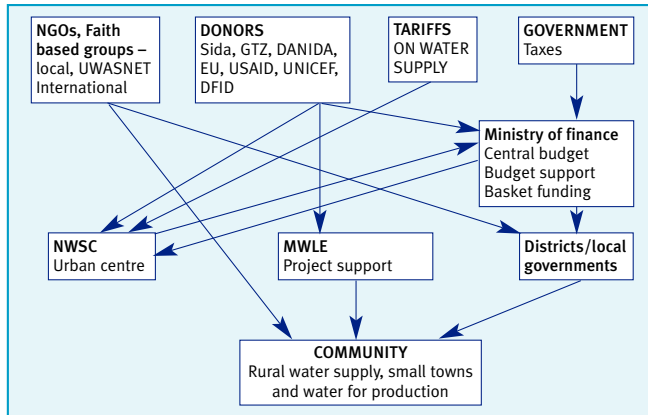 NGOs, Faith
based groups –
local, UWASNET
International
DONORS
Sida, GTZ, DANIDA,
EU, USAID, UNICEF,
DFID
TARIFFS
ON WATER
SUPPLY
GOVERNMENT
Taxes
Ministry of finance
Central budget
Budget support
Basket funding
NWSC
Urban centre
MWLE
Project support
Districts/local
governments
COMMUNITY
Rural water supply, small towns
and water for production